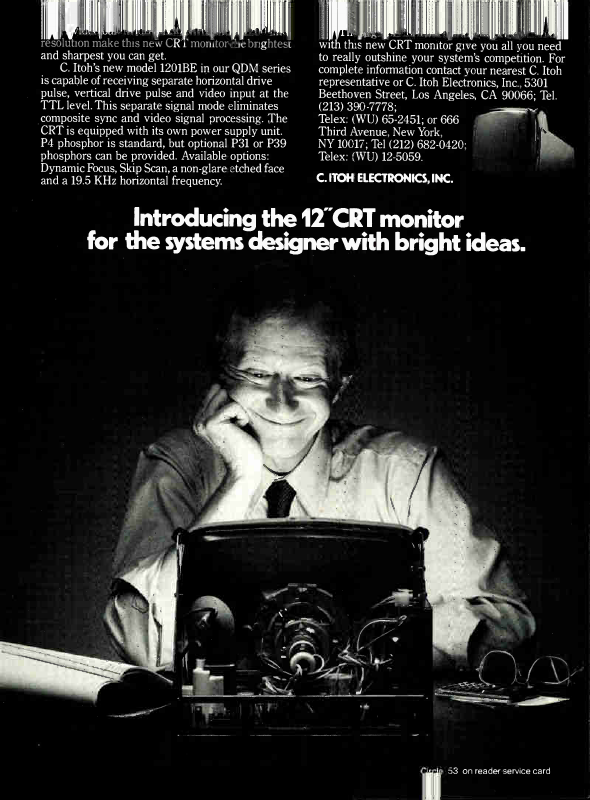 resolution make this new CRT monitor the brightest
and sharpest you can get.
C. Itoh's new model 1201BE in our QDM series
is capable of receiving separate horizontal drive
pulse, vertical drive pulse and video input at the
TTL level. This separate signal mode eliminates
composite sync and video signal processing. The
CRT is equipped with its own power supply unit.
P4 phosphor is standard, but optional P31 or P39
phosphors can be provided. Available options:
Dynamic Focus, Skip Scan, a non-glare etched face
and a 19.5 KHz horizontal frequency.
with this new CRT monitor give you all you need
to really outshine your system's competition. For
complete information contact your nearest C. Itoh
representative or C. Itoh Electronics, Inc., 5301
Beethoven Street, Los Angeles, CA 90066; Tel.
(213) 390-7778;
Telex: (WU) 65-2451; or 666
Third Avenue, New York,
NY 10017; Tel (212) 682-0420;
Telex: (WU) 12-5059.
C. ITOH ELECTRONICS, INC.
Introducing the 12″ CRT monitor
for the systems designer with bright ideas.
Circle 53 on reader service card